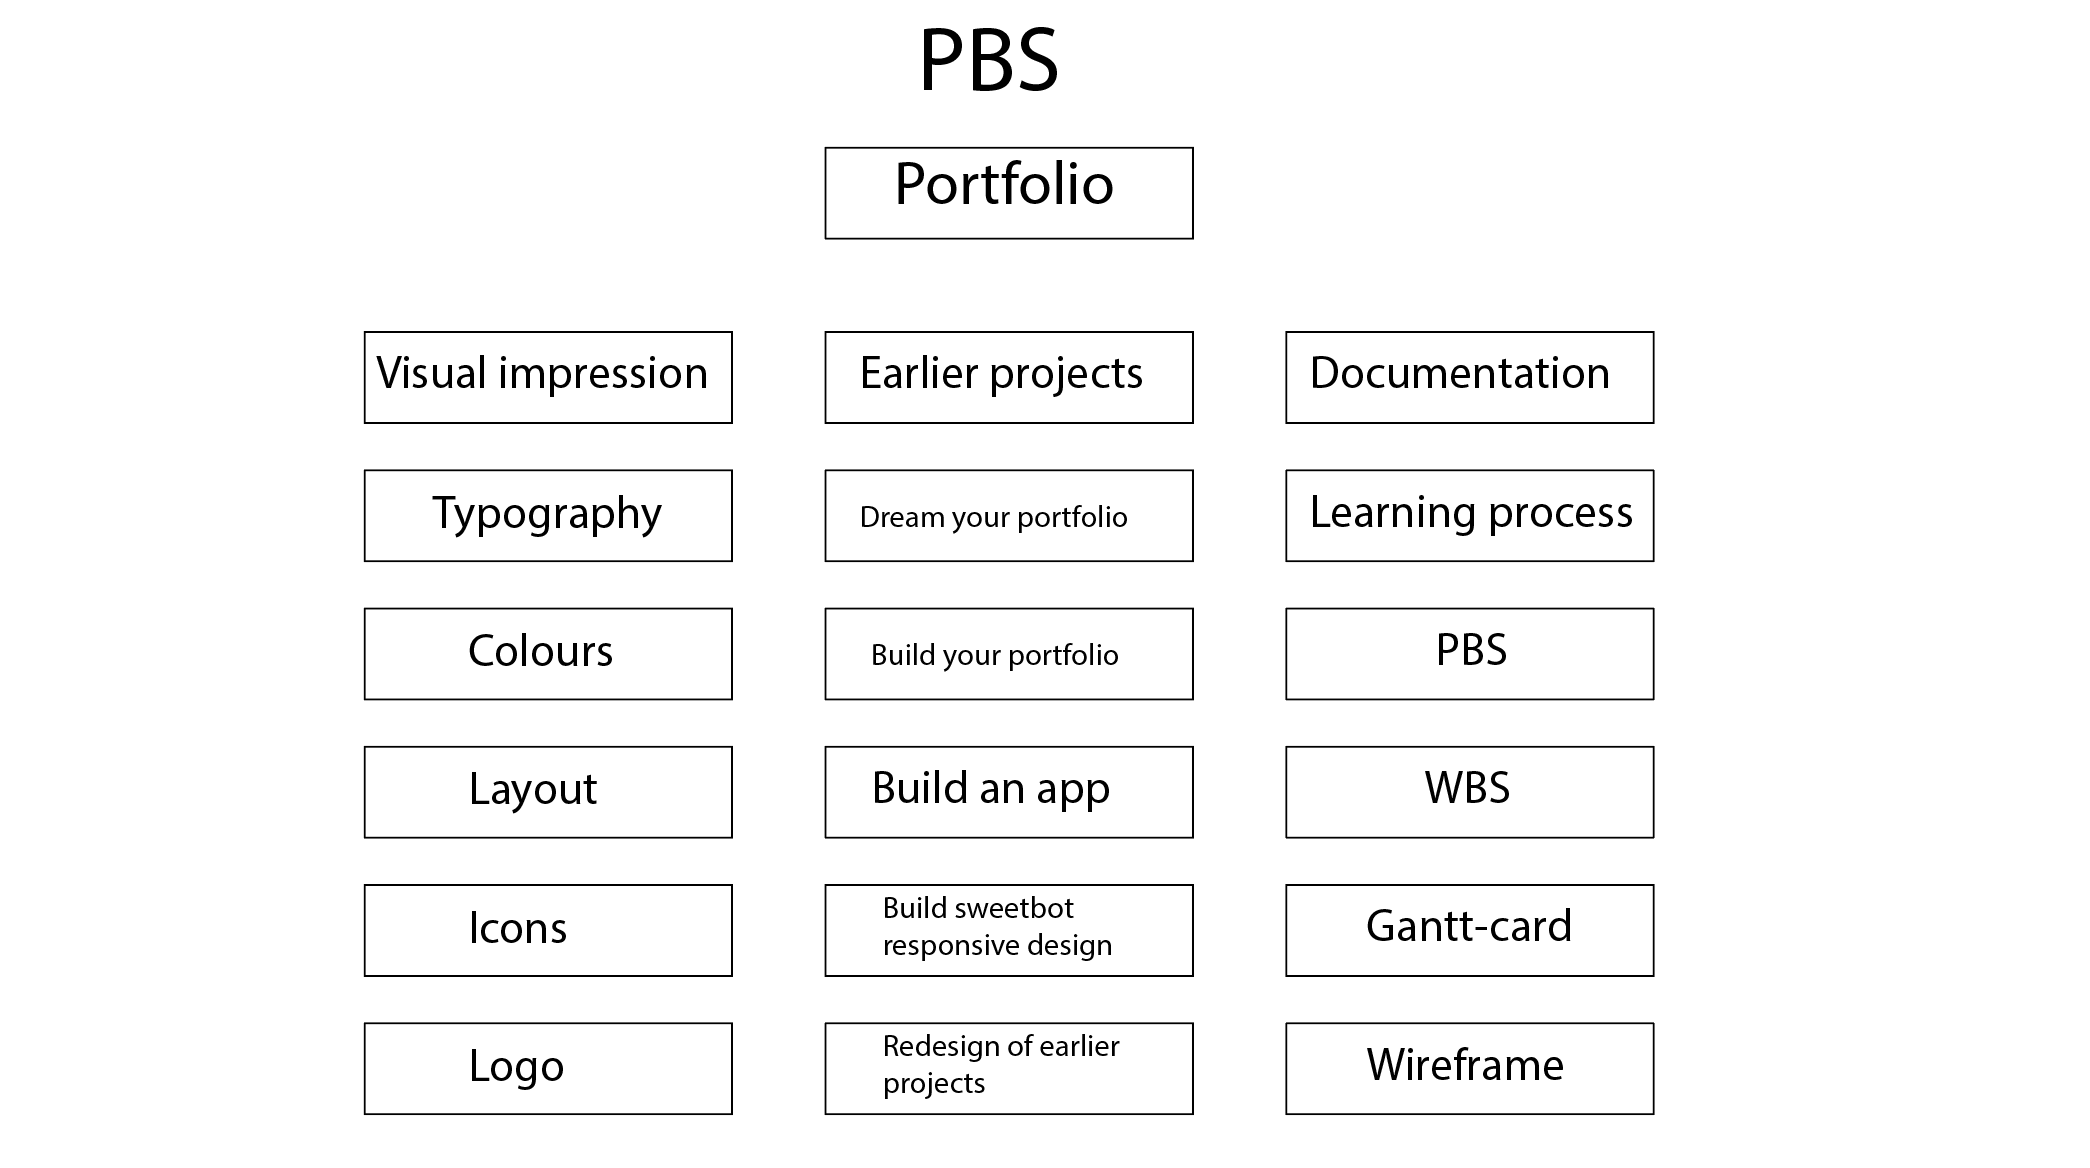 PBS
Portfolio
Visual impression
Earlier projects
Documentation
Typography
Dream your portfolio
Learning process
Colours
Build your portfolio
PBS
Layout
Build an app
WBS
Icons
Build sweetbot
responsive design
Gantt-card
Logo
Redesign of earlier
projects
Wireframe